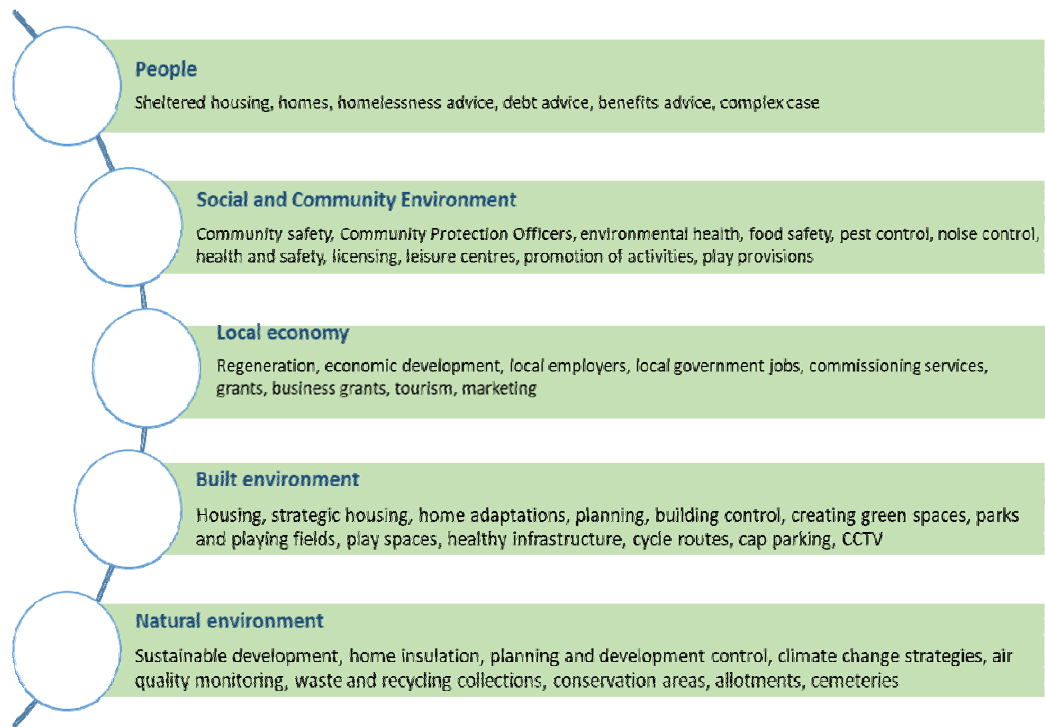 People
Sheltered housing, homes, homelessness advice, debt advice, benefits advice, complex case
Social and Community Environment
Community safety, Community Protection Officers, environmental health, food safety, pest control, noise control,
health and safety, licensing, leisure centres, promotion of activities, play provisions
Local economy
Regeneration, economic development, local employers, local government jobs, commissioning services,
grants, business grants, tourism, marketing
Built environment
Housing, strategic housing, home adaptations, planning, building control, creating green spaces, parks
and playing fields, play spaces, healthy infrastructure, cycle routes, cap parking, CCTV
Natural environment
Sustainable development, home insulation, planning and development control, climate change strategies, air
quality monitoring, waste and recycling collections, conservation areas, allotments, cemeteries